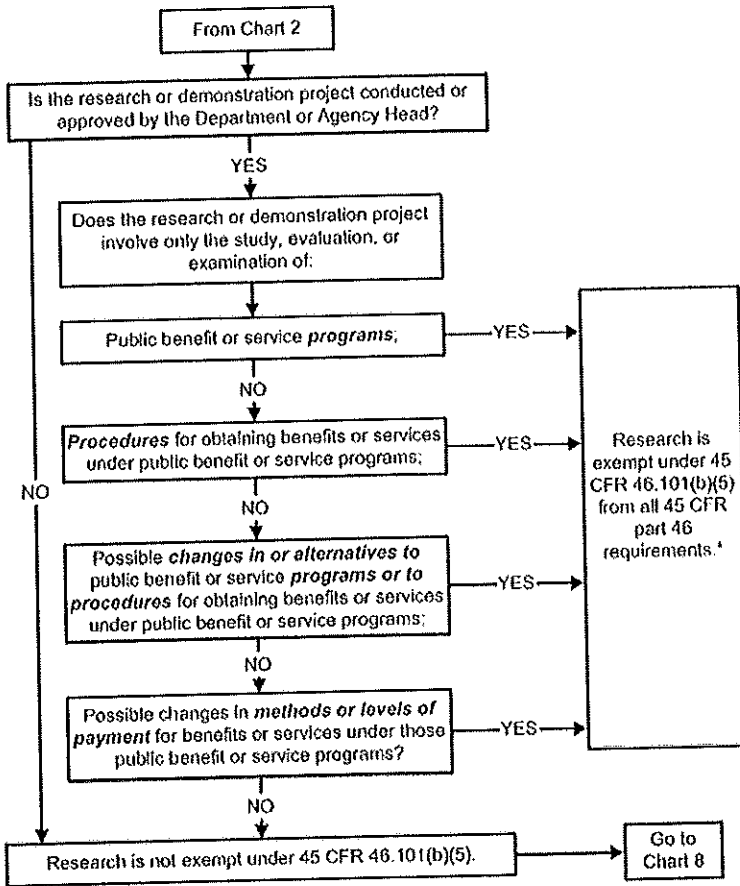 From Chart 2
Is the research or demonstration project conducted or
approved by the Department or Agency Head?
YES
Does the research or demonstration project
involve only the study, evaluation, or
examination of:
Public benefit or service programs;
YES
NO
Procedures for obtaining benefits or services
under public benefit or service programs;
YES
NO
NO
Possible changes in or alternatives to
public benefit or service programs or to
procedures for obtaining benefits or services
under public benefit or service programs;
YES
NO
Possible changes in methods or levels of
payment for benefits or services under those
public benefit or service programs?
YES
NO
Research is
exempt under 45
CFR 46.101(b)(5)
from all 45 CFR
part 46
requirements.*
Research is not exempt under 45 CFR 46.101(b)(5).
Go to
Chart 8